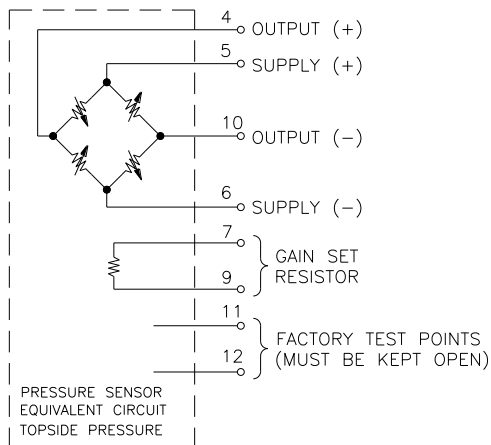 4 OUTPUT (+)
5 SUPPLY (+)
10 OUTPUT (−)
6 SUPPLY (−)
7
GAIN SET
RESISTOR
9
11
FACTORY TEST POINTS
(MUST BE KEPT OPEN)
12
PRESSURE SENSOR
EQUIVALENT CIRCUIT
TOPSIDE PRESSURE